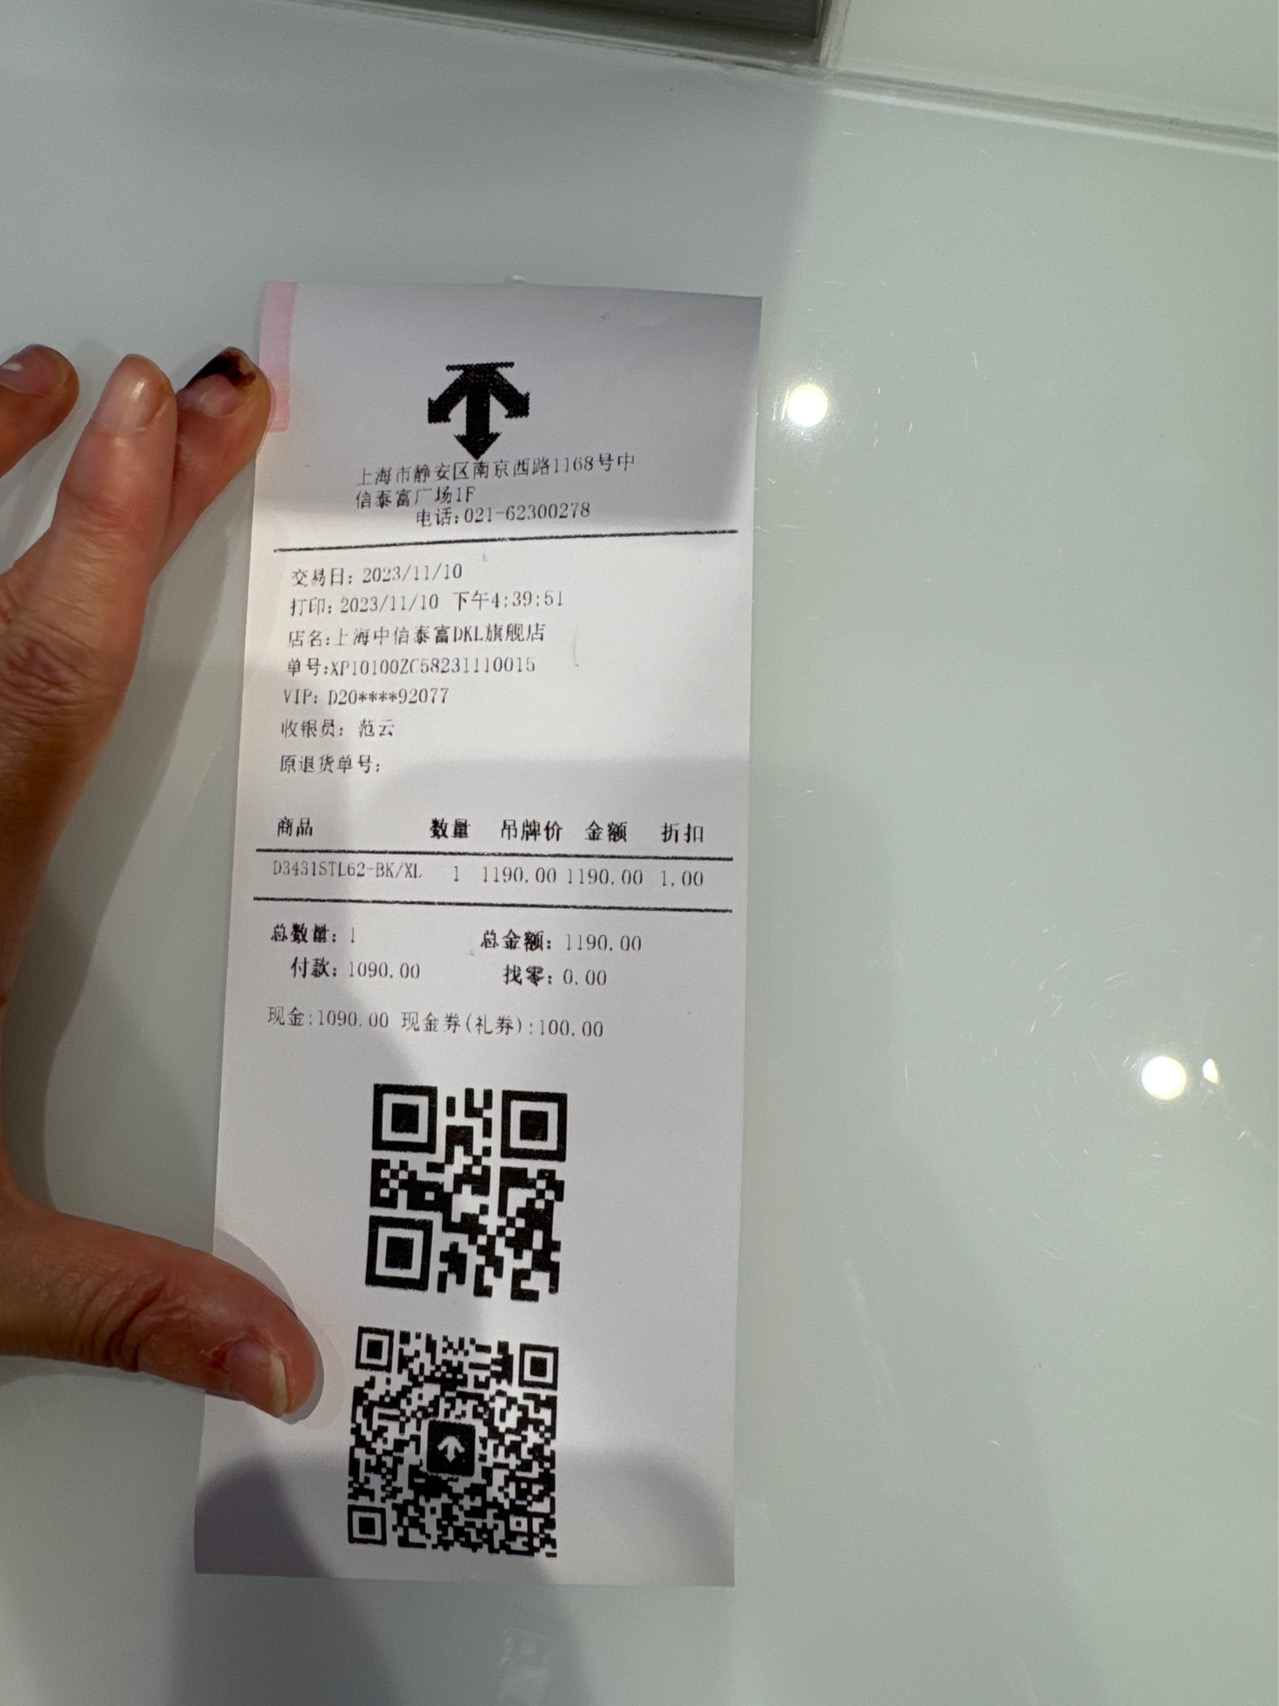 上海市静安区南京西路1168号中
信泰富广场1F
电话:021-62300278
交易日: 2023/11/10
打印: 2023/11/10 下午4:39:51
店名:上海中信泰富DKL旗舰店
单号:XP10100ZC58231110015
VIP: D20****92077
收银员: 范云
原退货单号:
商品 数量 吊牌价 金额 折扣
D3431STL62-BK/XL 1 1190.00 1190.00 1.00
总数量: 1 总金额: 1190.00
付款: 1090.00 找零: 0.00
现金:1090.00 现金券(礼券):100.00